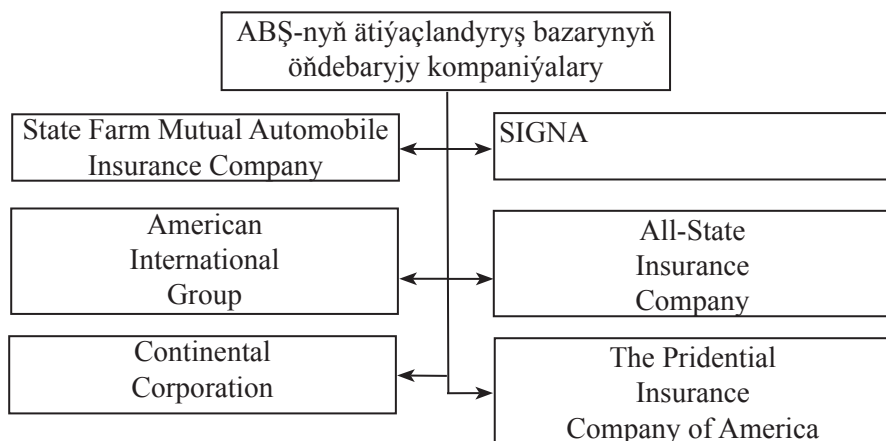 ABŞ-nyň ätiýaçlandyryş bazarynyň
öňdebaryjy kompaniýalary
State Farm Mutual Automobile
Insurance Company
SIGNA
American
International
Group
All-State
Insurance
Company
Continental
Corporation
The Pridential
Insurance
Company of America